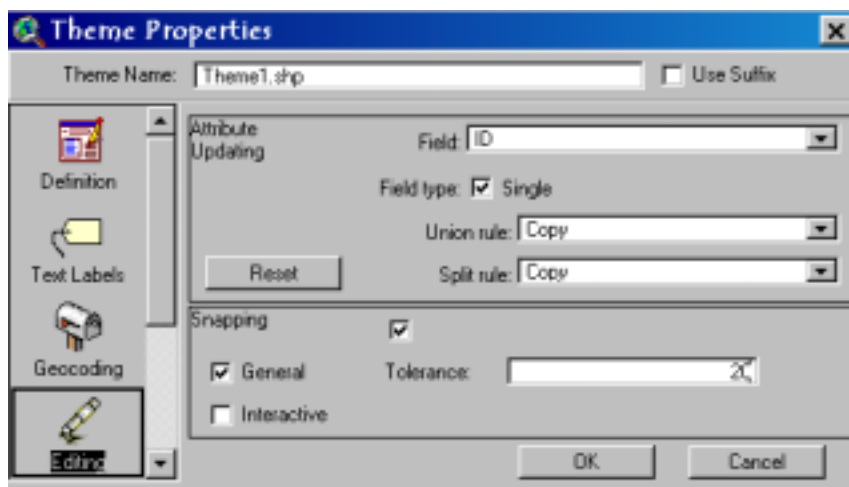 Theme Properties
Theme Name: Theme1.shp Use Suffix
Definition
Text Labels
Geocoding
Editing
Attribute Updating
Field: ID
Field type: Single
Union rule: Copy
Split rule: Copy
Reset
Snapping
General
Tolerance: 20
Interactive
OK Cancel